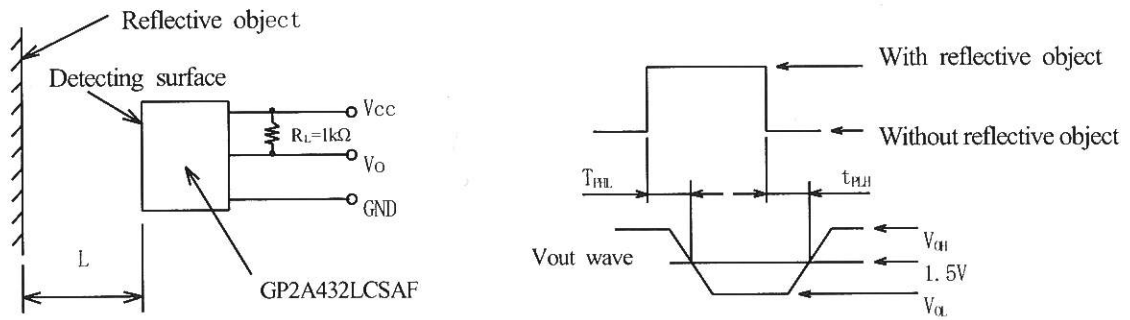 Reflective object
Detecting surface
Vcc
RL=1kΩ
Vo
GND
L
GP2A432LCSAF
With reflective object
Without reflective object
TPHL
tPLH
Vout wave
VOH
1.5V
VOL